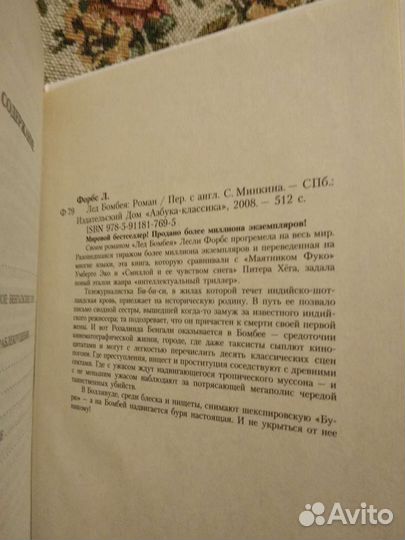 СОДЕРЖАНИЕ
Форбс Л.
Ф 79 Лед Бомбея: Роман / Пер. с англ. С. Минкина. — СПб.:
Издательский Дом «Азбука-классика», 2008. — 512 с.
ISBN 978-5-91181-769-5
Мировой бестселлер! Продано более миллиона экземпляров!
Своим романом «Лед Бомбея» Лесли Форбс прогремела на весь мир.
Разошедшаяся тиражом более миллиона экземпляров и переведенная на
многие языки, эта книга, которую сравнивали с «Маятником Фуко»
Умберто Эко и «Смиллой и ее чувством снега» Питера Хёга, задала
новый эталон жанра «интеллектуальный триллер».
Тележурналистка Би-би-си, в жилах которой течет индийско-шот-
ландская кровь, приезжает на историческую родину. В путь ее позвало
письмо сводной сестры, вышедшей когда-то замуж за известного индий-
ского режиссера; та подозревает, что он причастен к смерти своей первой
жены. И вот Розалинда Бенгали оказывается в Бомбее — средоточии
кинематографической жизни, городе, где даже таксисты сыплют кино-
цитатами и могут с легкостью перечислить десять классических сцен
погони. Где преступления, инцест и проституция соседствуют с древними
сектами. Где с ужасом ждут надвигающегося тропического муссона — и
с не меньшим ужасом наблюдают за потрясающей мегаполис чередой
таинственных убийств.
В Болливуде, среди блеска и нищеты, снимают шекспировскую «Бу-
рю» — а на Бомбей надвигается буря настоящая. И не укрыться от нее
никому!
Avito